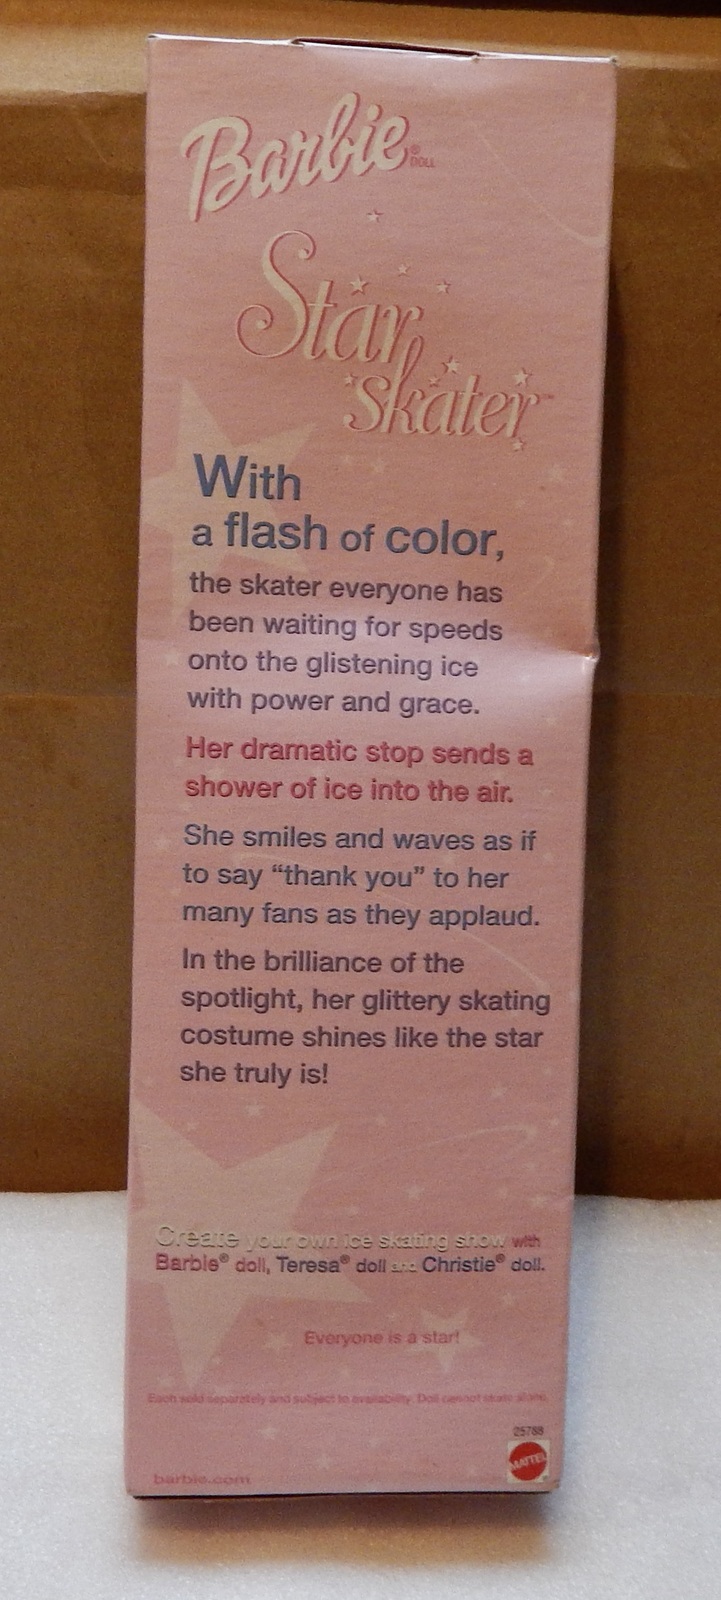 Barbie®
DOLL
Star
skater™
With
a flash of color,
the skater everyone has
been waiting for speeds
onto the glistening ice
with power and grace.
Her dramatic stop sends a
shower of ice into the air.
She smiles and waves as if
to say “thank you” to her
many fans as they applaud.
In the brilliance of the
spotlight, her glittery skating
costume shines like the star
she truly is!
Create your own ice skating show with
Barbie® doll, Teresa® doll and Christie® doll.
Everyone is a star!
Each sold separately and subject to availability. Doll cannot skate alone.
25788
MATTEL
barbie.com